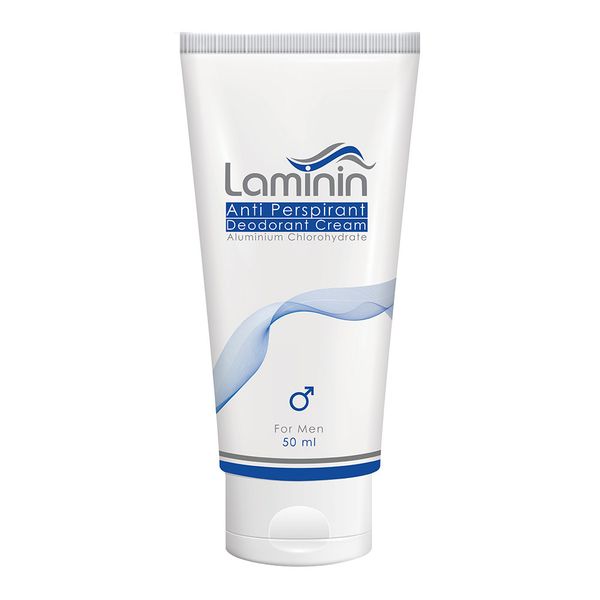 Laminin
Anti Perspirant
Deodorant Cream
Aluminium Chlorohydrate
For Men
50 ml